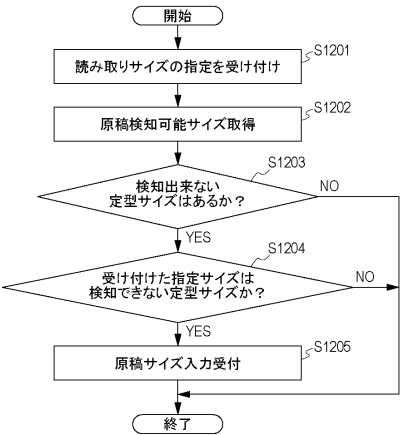 開始
読み取りサイズの指定を受け付け
S1201
原稿検知可能サイズ取得
S1202
検知出来ない
定型サイズはあるか?
S1203
NO
YES
受け付けた指定サイズは
検知できない定型サイズか?
S1204
NO
YES
原稿サイズ入力受付
S1205
終了